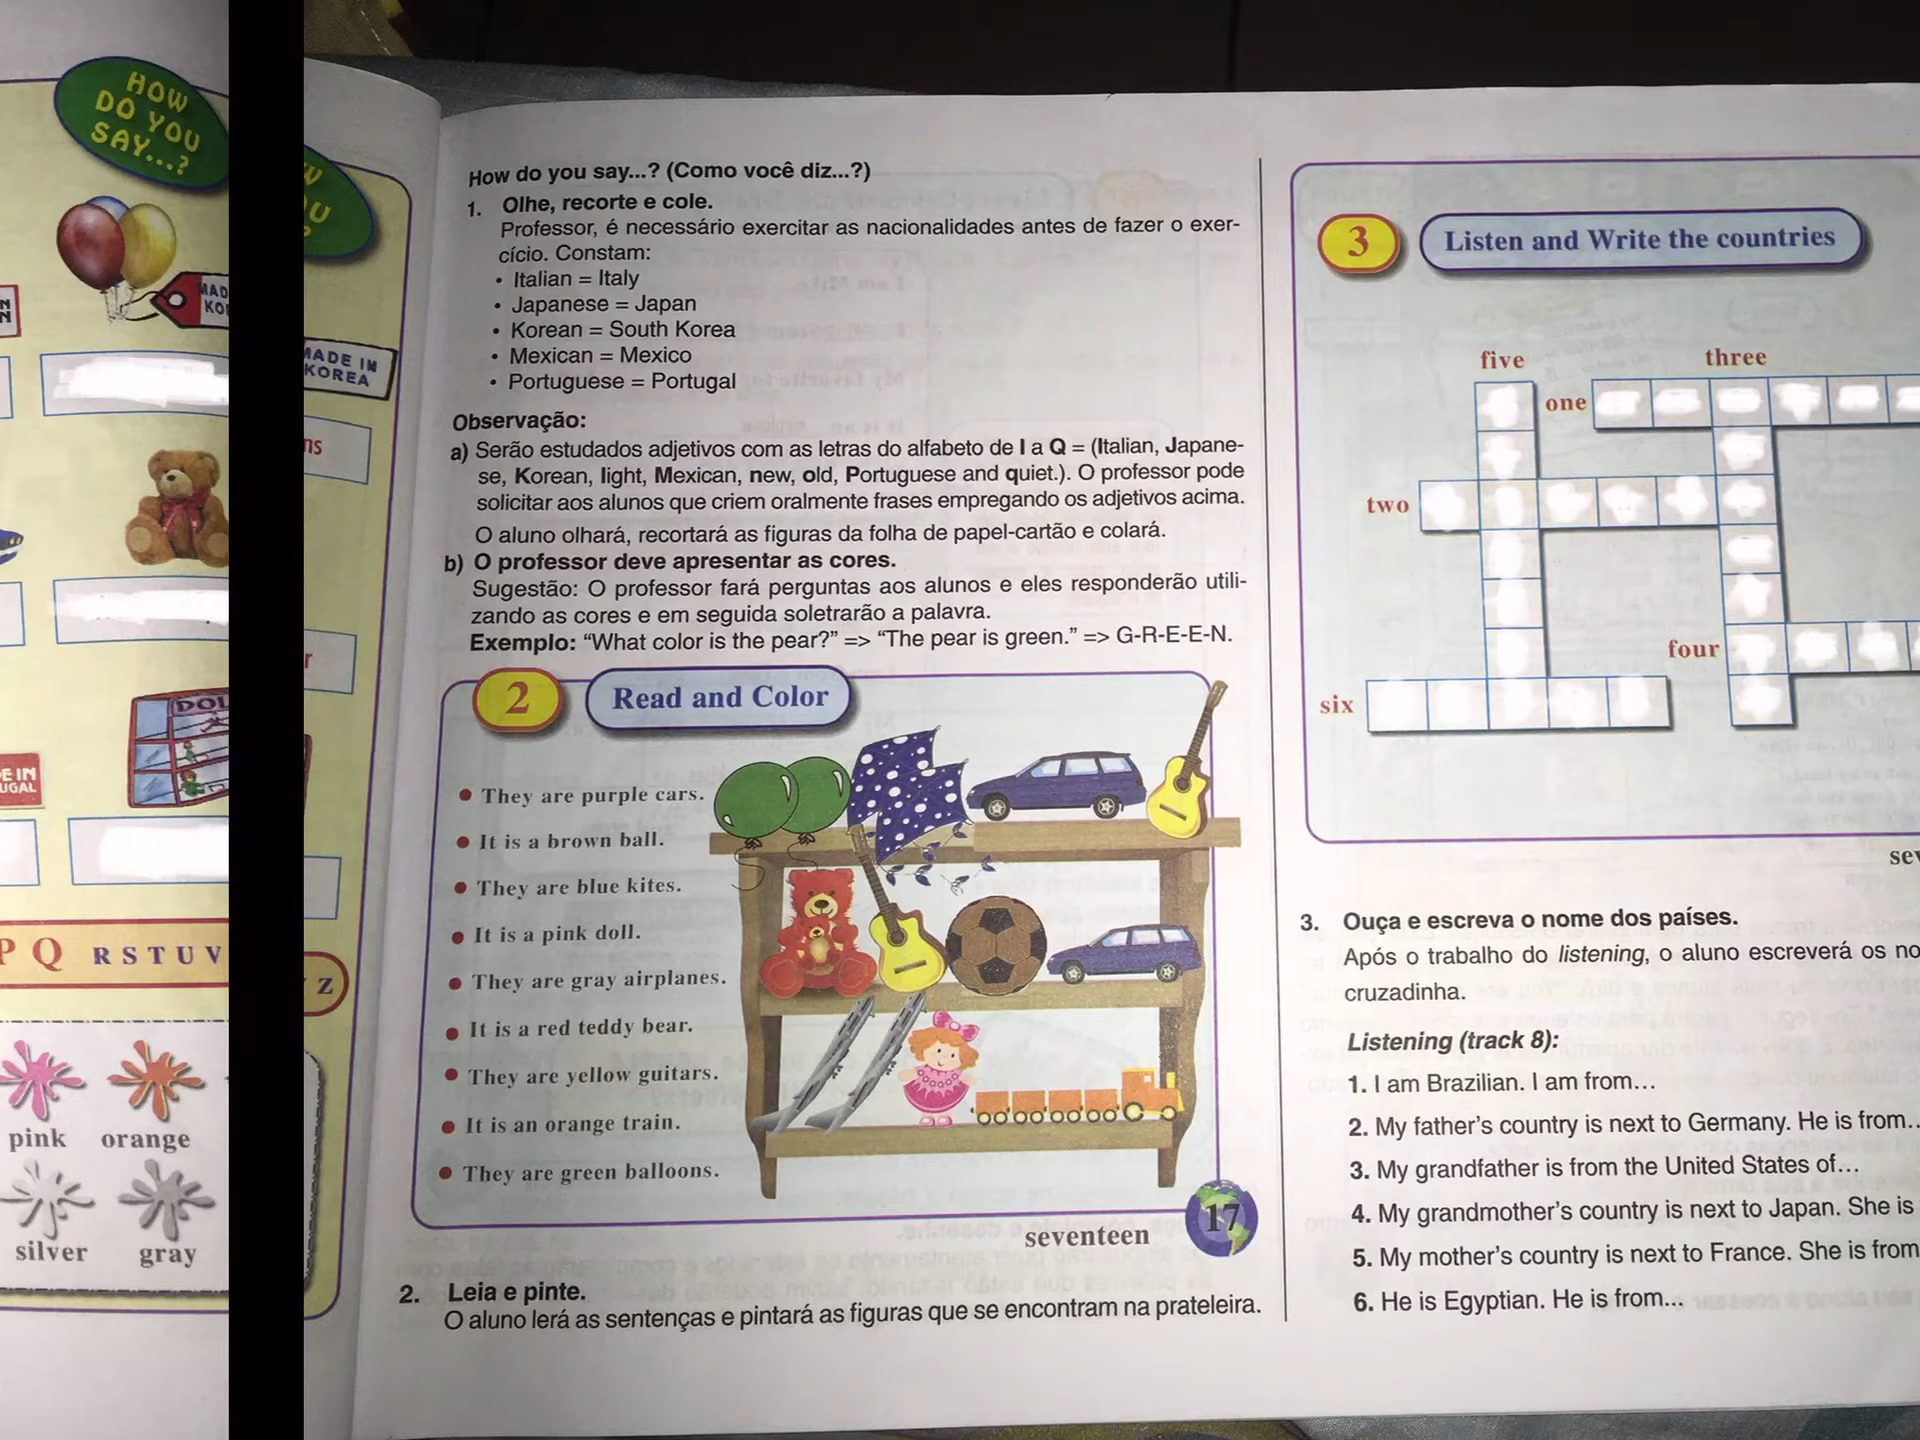 HOW
DO YOU
SAY...?
MADE IN
KOREA
P Q R S T U V
Z
pink orange
silver gray
How do you say...? (Como você diz...?)
1. Olhe, recorte e cole.
Professor, é necessário exercitar as nacionalidades antes de fazer o exer-
cício. Constam:
• Italian = Italy
• Japanese = Japan
• Korean = South Korea
• Mexican = Mexico
• Portuguese = Portugal
Observação:
a) Serão estudados adjetivos com as letras do alfabeto de I a Q = (Italian, Japane-
se, Korean, light, Mexican, new, old, Portuguese and quiet.). O professor pode
solicitar aos alunos que criem oralmente frases empregando os adjetivos acima.
O aluno olhará, recortará as figuras da folha de papel-cartão e colará.
b) O professor deve apresentar as cores.
Sugestão: O professor fará perguntas aos alunos e eles responderão utili-
zando as cores e em seguida soletrarão a palavra.
Exemplo: “What color is the pear?” => “The pear is green.” => G-R-E-E-N.
2 Read and Color
• They are purple cars.
• It is a brown ball.
• They are blue kites.
• It is a pink doll.
• They are gray airplanes.
• It is a red teddy bear.
• They are yellow guitars.
• It is an orange train.
• They are green balloons.
17
seventeen
2. Leia e pinte.
O aluno lerá as sentenças e pintará as figuras que se encontram na prateleira.
3 Listen and Write the countries
five three
one
two
four
six
3. Ouça e escreva o nome dos países.
Após o trabalho do listening, o aluno escreverá os no
cruzadinha.
Listening (track 8):
1. I am Brazilian. I am from...
2. My father’s country is next to Germany. He is from..
3. My grandfather is from the United States of...
4. My grandmother’s country is next to Japan. She is
5. My mother’s country is next to France. She is from
6. He is Egyptian. He is from...